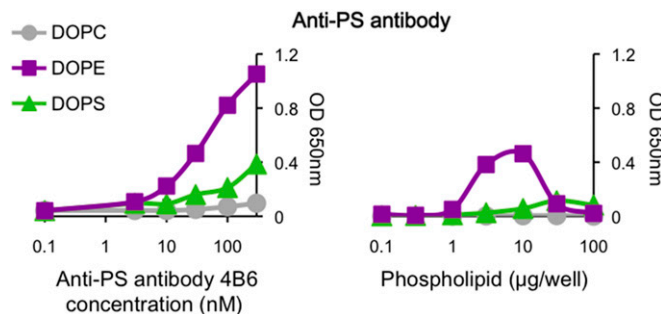 Anti-PS antibody
DOPC
DOPE
DOPS
1.2
0.8
0.4
0
OD 650nm
0.1 1 10 100
Anti-PS antibody 4B6
concentration (nM)
1.2
0.8
0.4
0
OD 650nm
0.1 1 10 100
Phospholipid (µg/well)